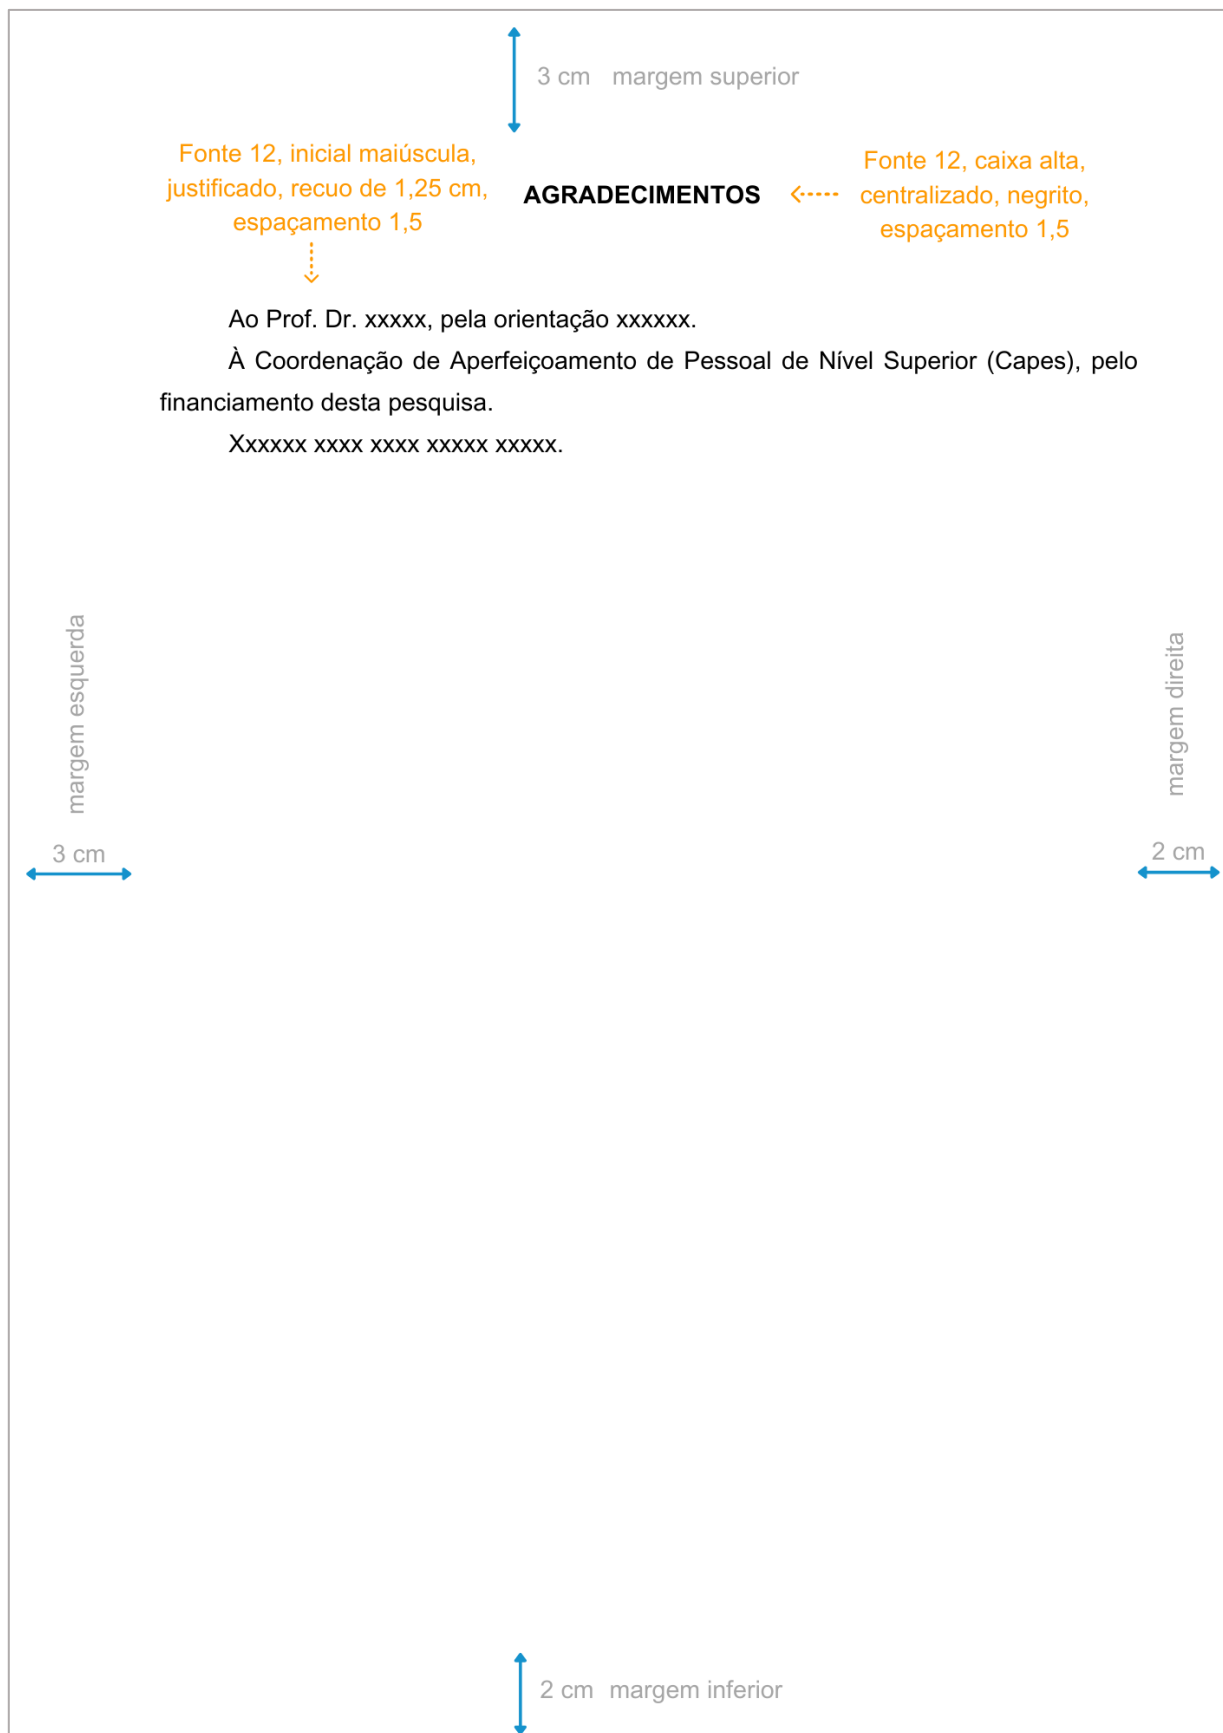 3 cm margem superior
Fonte 12, inicial maiúscula,
justificado, recuo de 1,25 cm,
espaçamento 1,5
AGRADECIMENTOS
Fonte 12, caixa alta,
centralizado, negrito,
espaçamento 1,5
Ao Prof. Dr. xxxxx, pela orientação xxxxxx.
À Coordenação de Aperfeiçoamento de Pessoal de Nível Superior (Capes), pelo
financiamento desta pesquisa.
Xxxxxx xxxx xxxx xxxxx xxxxx.
margem esquerda
3 cm
margem direita
2 cm
2 cm margem inferior